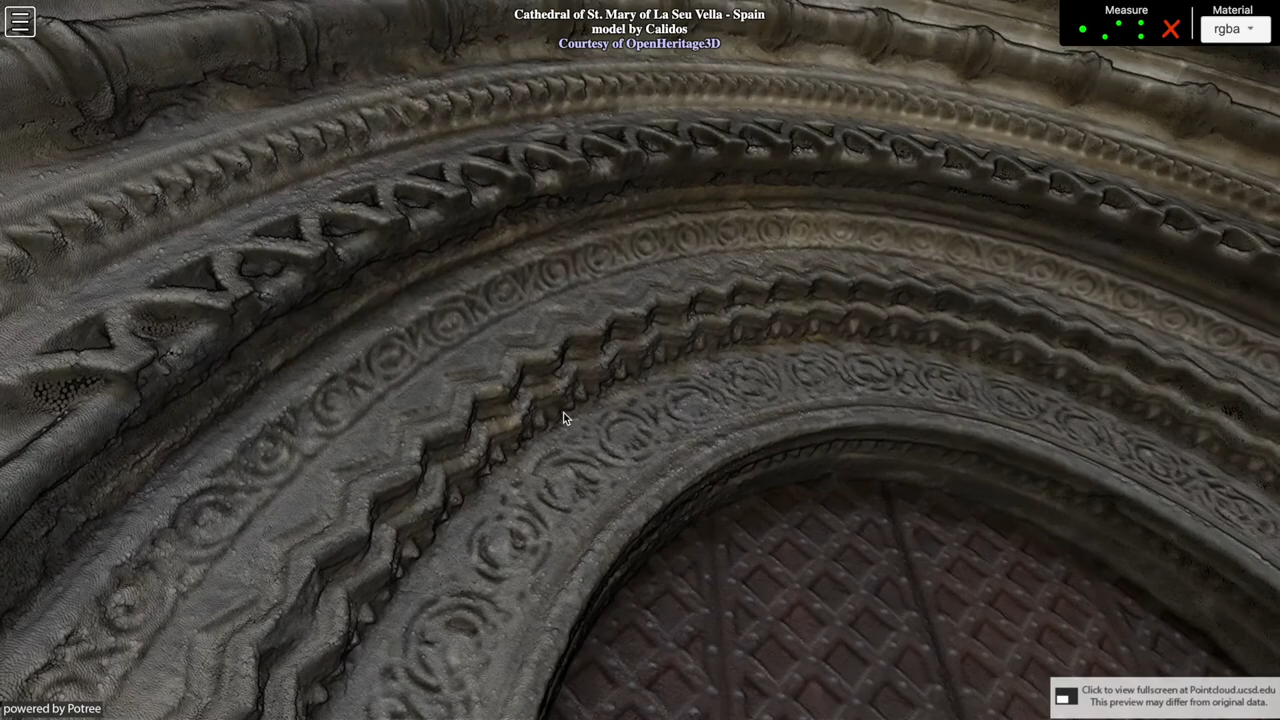 Cathedral of St. Mary of La Seu Vella - Spain
model by Calidos
Courtesy of OpenHeritage3D
Measure
Material
rgba
powered by Potree
Click to view fullscreen at Pointcloud.ucsd.edu
This preview may differ from original data.